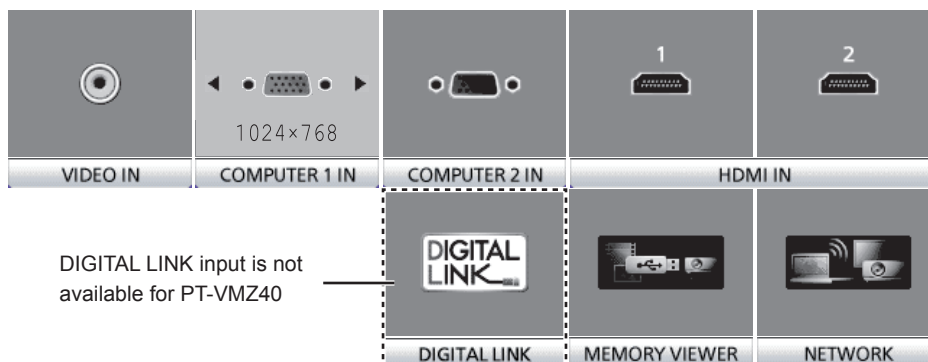 1
2
1024×768
VIDEO IN
COMPUTER 1 IN
COMPUTER 2 IN
HDMI IN
DIGITAL LINK input is not
available for PT-VMZ40
DIGITAL
LINK
DIGITAL LINK
MEMORY VIEWER
NETWORK